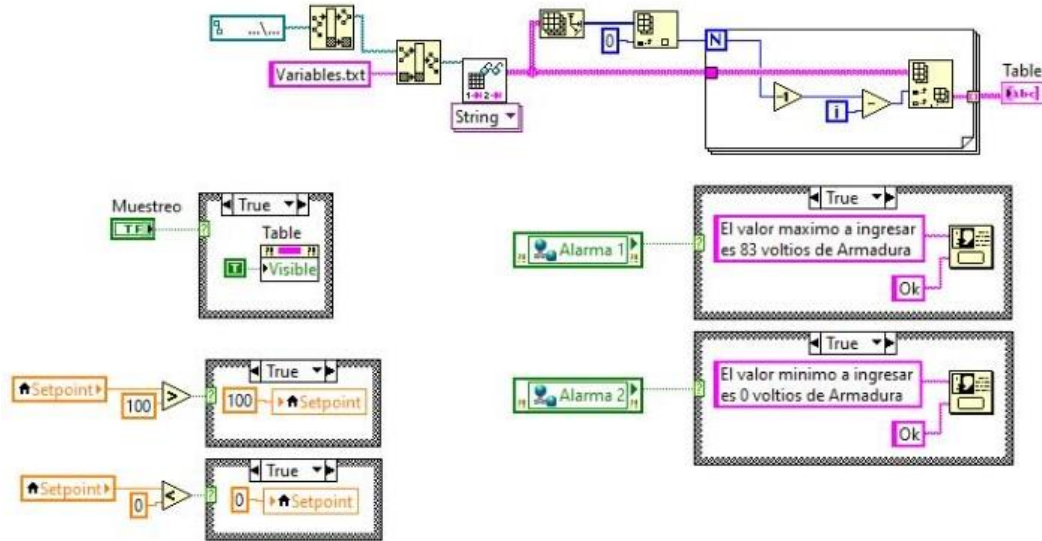 ...\...
Variables.txt
String
0
N
-1
i
-
Table
[abc]
Muestreo
TF
True
Table
T
Visible
Alarma 1
True
El valor maximo a ingresar
es 83 voltios de Armadura
Ok
Setpoint
100
>
True
100
Setpoint
Alarma 2
True
El valor minimo a ingresar
es 0 voltios de Armadura
Ok
Setpoint
0
<
True
0
Setpoint